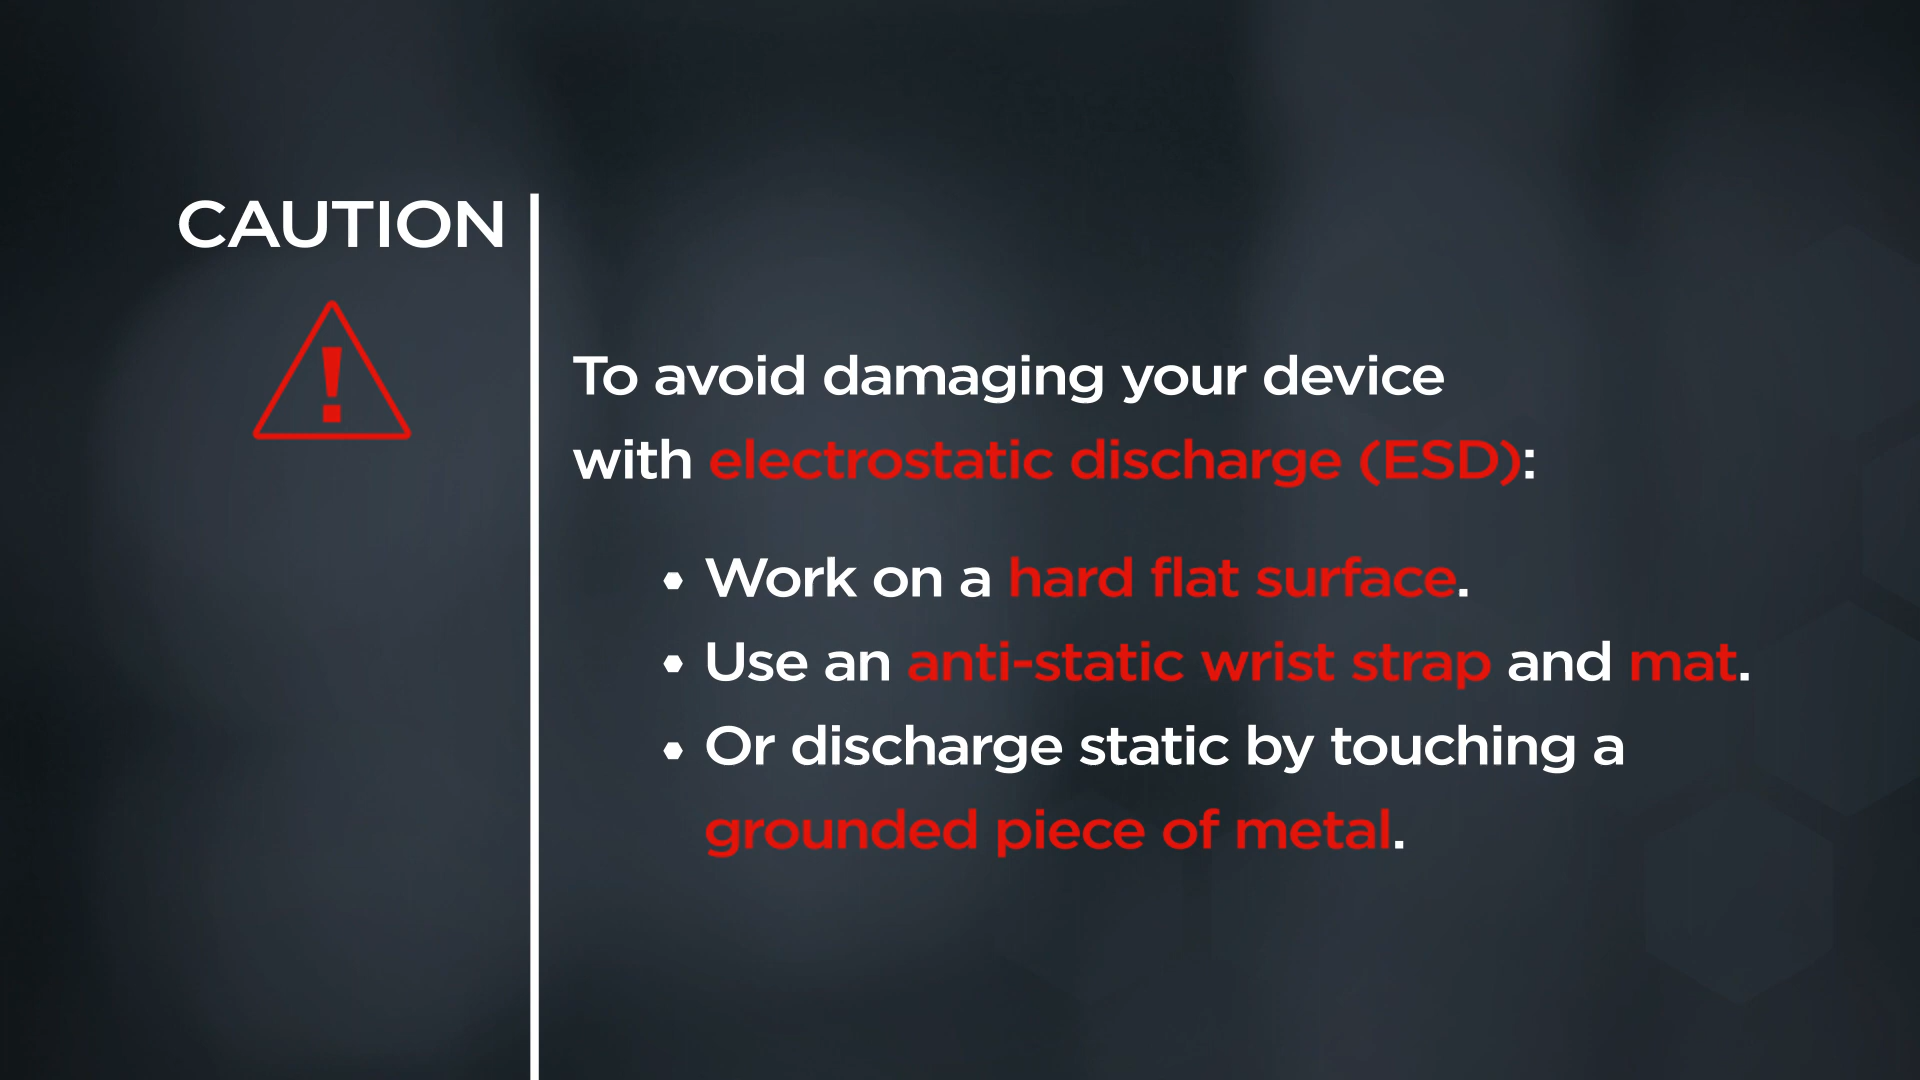 CAUTION
!
To avoid damaging your device
with electrostatic discharge (ESD):
• Work on a hard flat surface.
• Use an anti-static wrist strap and mat.
• Or discharge static by touching a
grounded piece of metal.